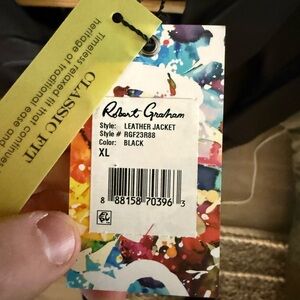 CLASSIC FIT
Timeless relaxed fit that continues
heritage of traditional ease and
Robert Graham
Style: LEATHER JACKET
Style # RGF23R88
Color: BLACK
XL
8 88158 70396 3